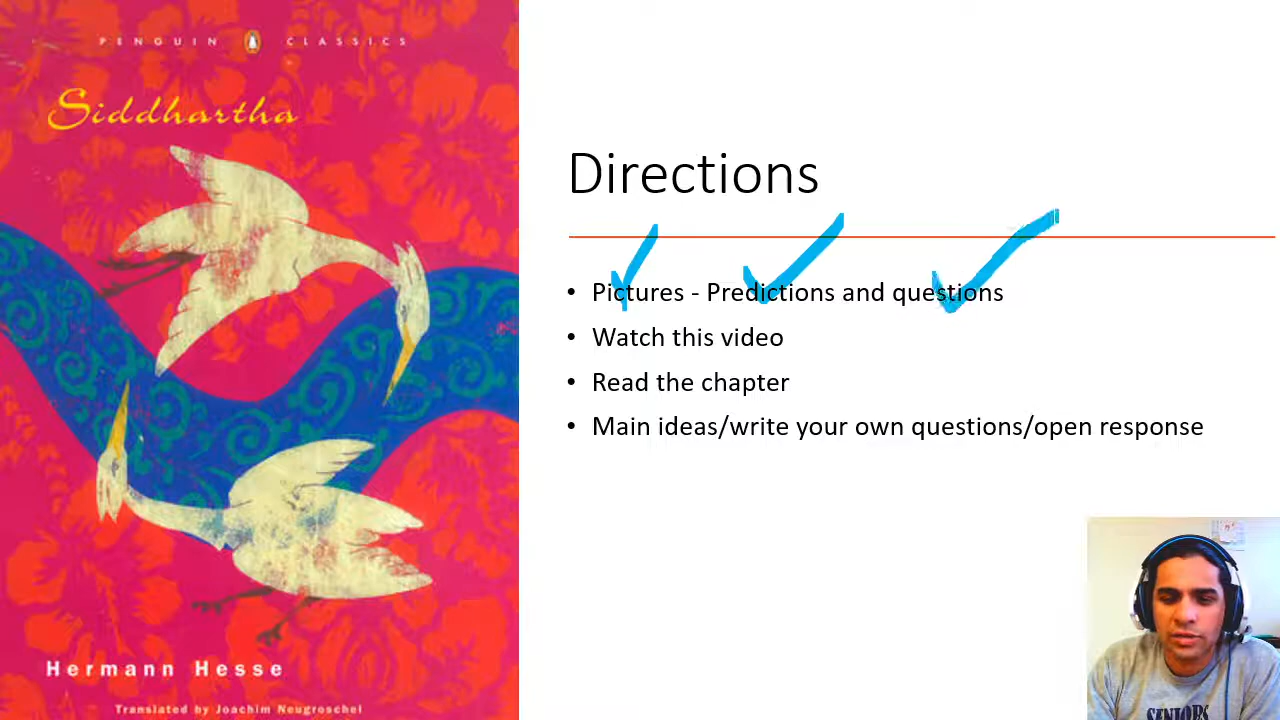 PENGUIN CLASSICS
Siddhartha
Hermann Hesse
Translated by Joachim Neugroschel
Directions
• Pictures - Predictions and questions
• Watch this video
• Read the chapter
• Main ideas/write your own questions/open response
SENIORS